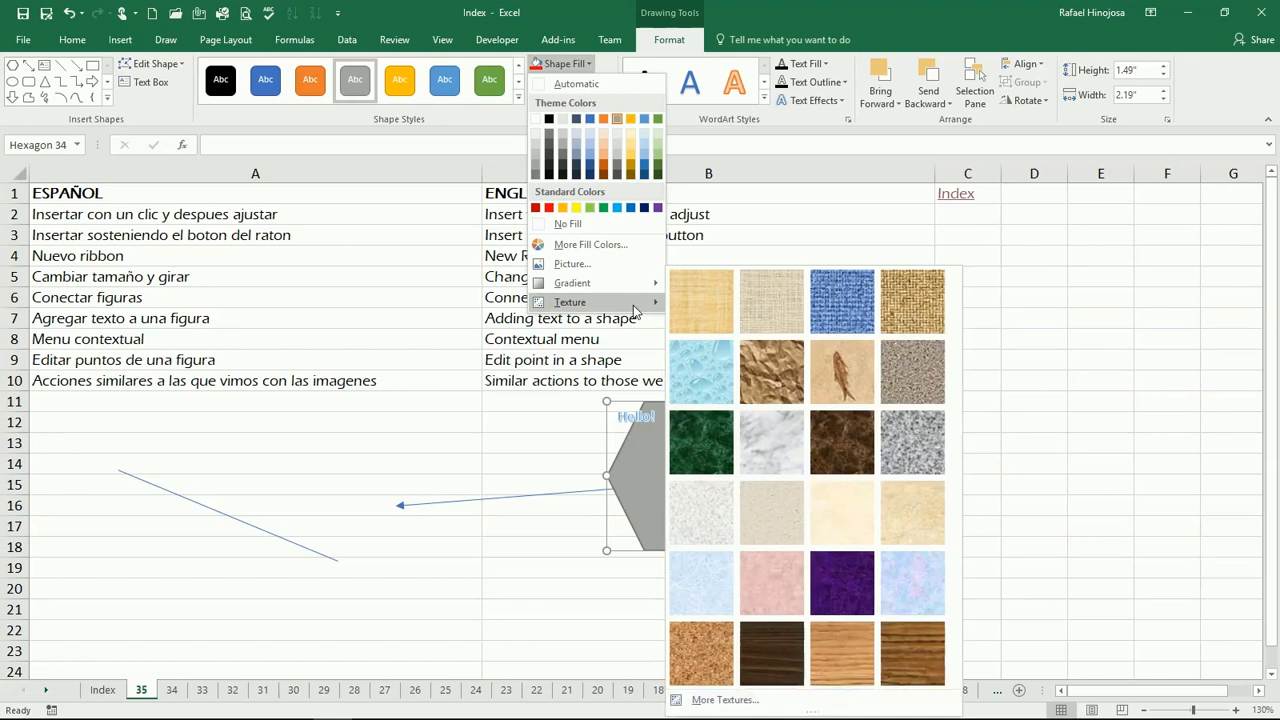 Index - Excel
Drawing Tools
Rafael Hinojosa
File Home Insert Draw Page Layout Formulas Data Review View Developer Add-ins Team Format Tell me what you want to do Share
Edit Shape
Text Box
Insert Shapes
Abc Abc Abc Abc Abc Abc Abc
Shape Styles
Shape Fill
WordArt Styles
Text Fill
Text Outline
Text Effects
Bring Forward
Send Backward
Selection Pane
Align
Group
Rotate
Arrange
Height: 1.49"
Width: 2.19"
Size
Automatic
Theme Colors
Standard Colors
No Fill
More Fill Colors...
Picture...
Gradient
Texture
More Textures...
Hexagon 34
fx
A B C D E F G
1 ESPAÑOL ENGL Index
2 Insertar con un clic y despues ajustar Insert adjust
3 Insertar sosteniendo el boton del raton Insert utton
4 Nuevo ribbon New R
5 Cambiar tamaño y girar Chang
6 Conectar figuras Conne
7 Agregar texto a una figura Adding text to a shape
8 Menu contextual Contextual menu
9 Editar puntos de una figura Edit point in a shape
10 Acciones similares a las que vimos con las imagenes Similar actions to those we
11
12 Hello!
13
14
15
16
17
18
19
20
21
22
23
24
Index 35 34 33 32 31 30 29 28 27 26 25 24 23 22 21 20 19 18 8 ...
Ready
130%